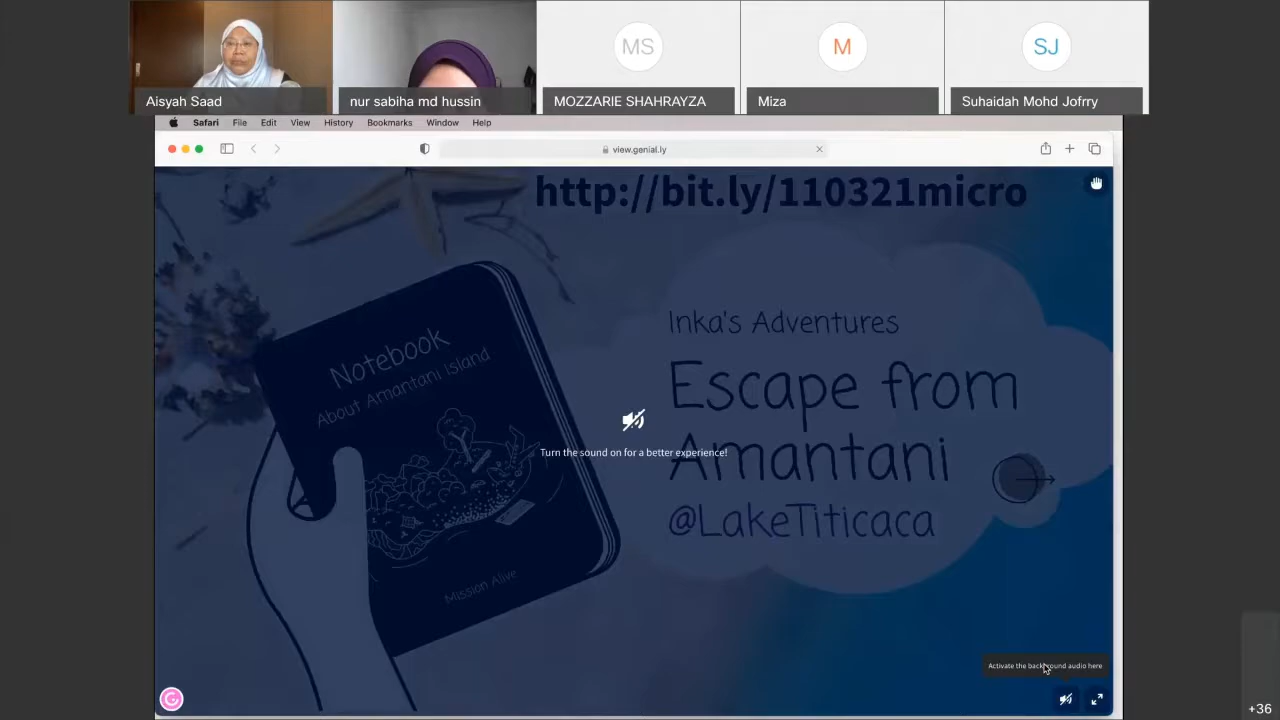 MS
M
SJ
Aisyah Saad
nur sabiha md hussin
MOZZARIE SHAHRAYZA
Miza
Suhaidah Mohd Jofrry
Safari File Edit View History Bookmarks Window Help
view.genial.ly
http://bit.ly/110321micro
Notebook
About Amantani Island
Mission Alive
Inka's Adventures
Escape from
Amantani
@LakeTiticaca
Turn the sound on for a better experience!
Activate the background audio here
+36